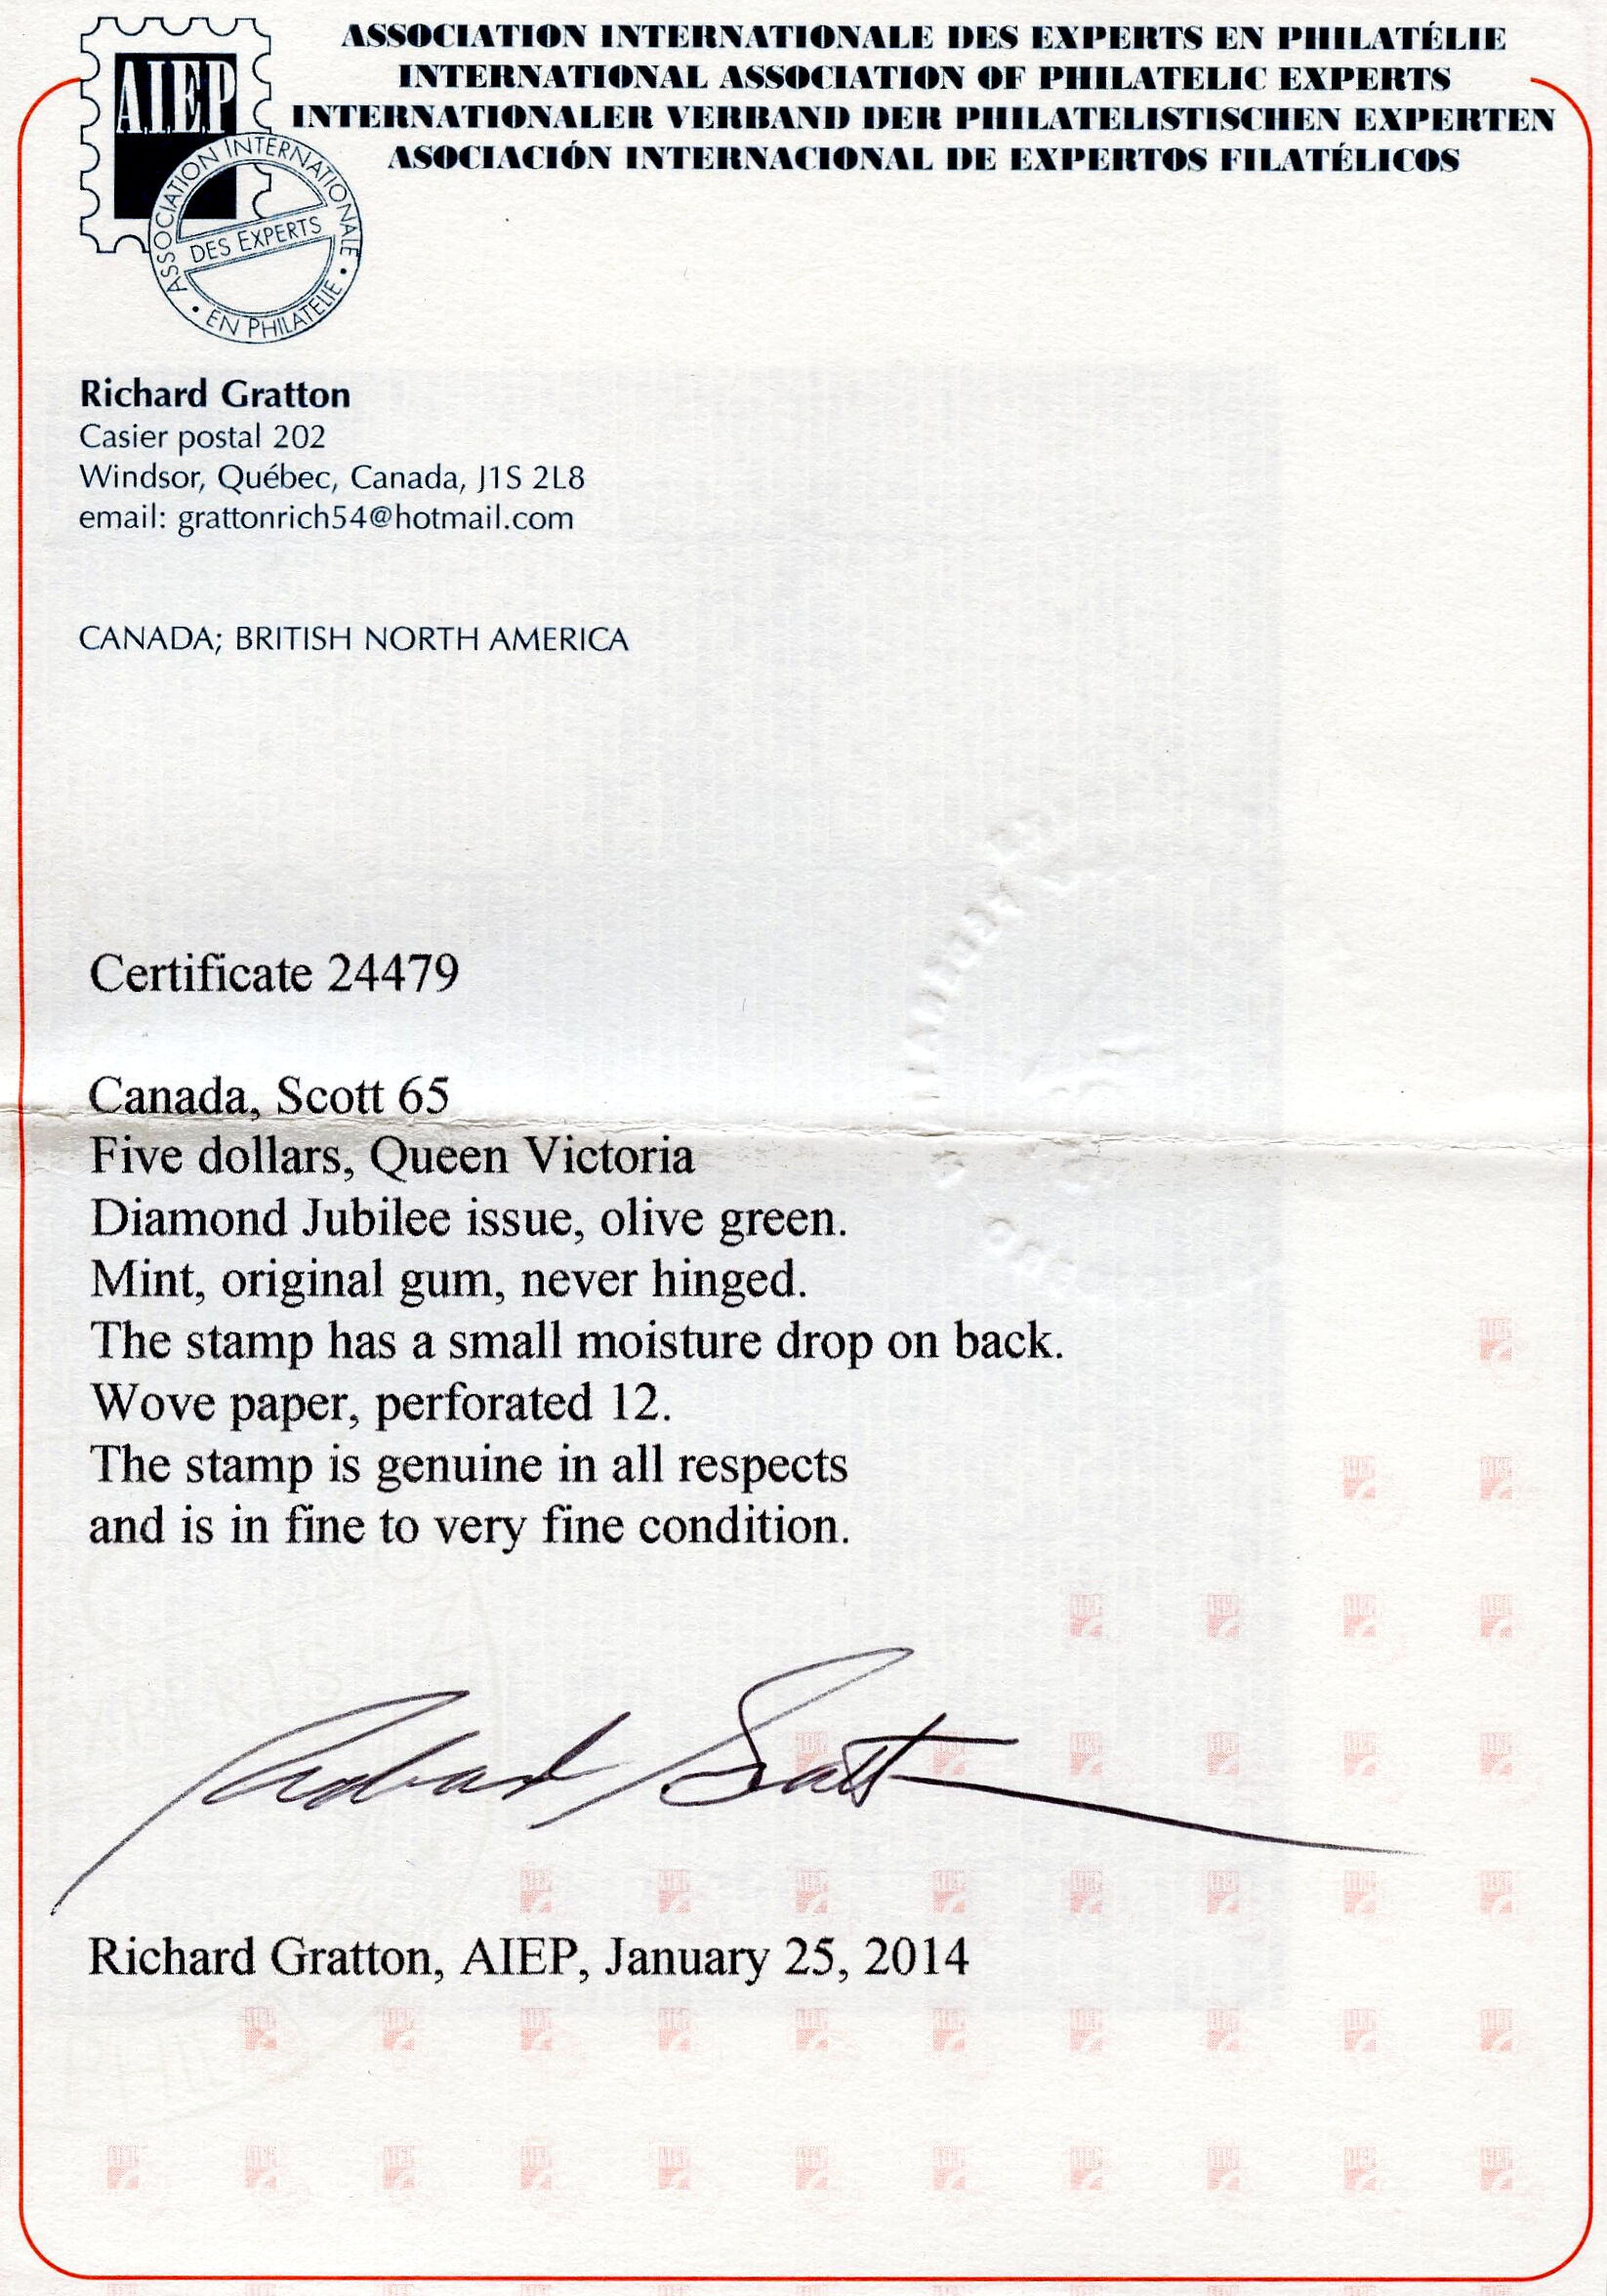 ASSOCIATION INTERNATIONALE DES EXPERTS EN PHILATÉLIE
INTERNATIONAL ASSOCIATION OF PHILATELIC EXPERTS
INTERNATIONALER VERBAND DER PHILATELISTISCHEN EXPERTEN
ASOCIACIÓN INTERNACIONAL DE EXPERTOS FILATÉLICOS
A.I.E.P
ASSOCIATION INTERNATIONALE
DES EXPERTS
EN PHILATELIE
Richard Gratton
Casier postal 202
Windsor, Québec, Canada, J1S 2L8
email: grattonrich54@hotmail.com
CANADA; BRITISH NORTH AMERICA
Certificate 24479
Canada, Scott 65
Five dollars, Queen Victoria
Diamond Jubilee issue, olive green.
Mint, original gum, never hinged.
The stamp has a small moisture drop on back.
Wove paper, perforated 12.
The stamp is genuine in all respects
and is in fine to very fine condition.
Richard Gratton, AIEP, January 25, 2014